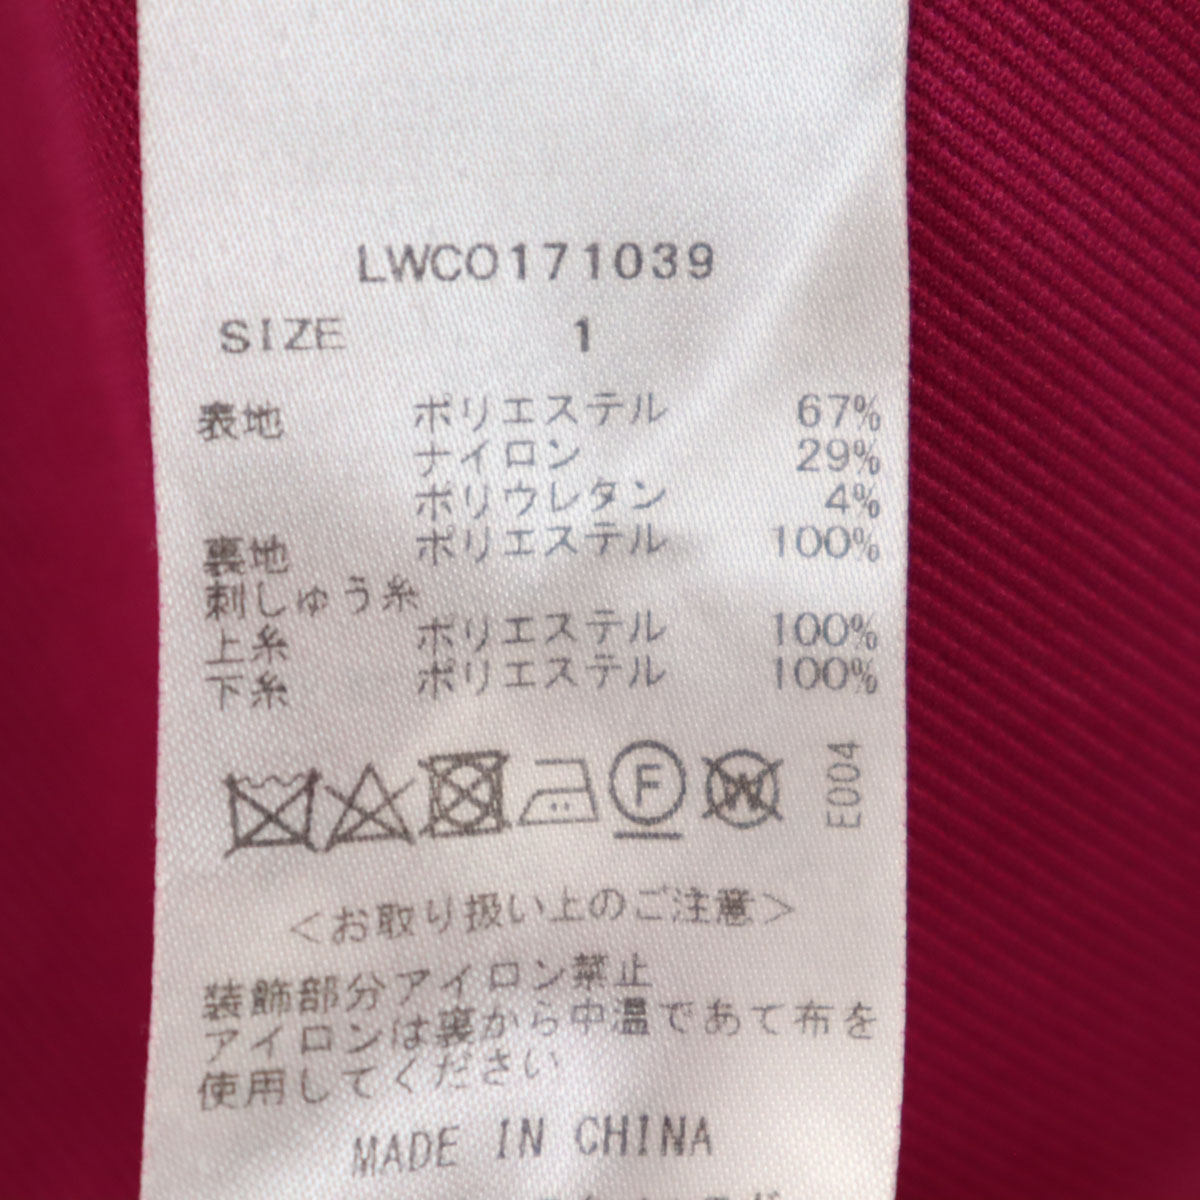 LWCO171039
SIZE 1
表地 ポリエステル 67%
ナイロン 29%
ポリウレタン 4%
裏地 ポリエステル 100%
刺しゅう糸
上糸 ポリエステル 100%
下糸 ポリエステル 100%
F W E004
<お取り扱い上のご注意>
装飾部分アイロン禁止
アイロンは裏から中温であて布を
使用してください
MADE IN CHINA